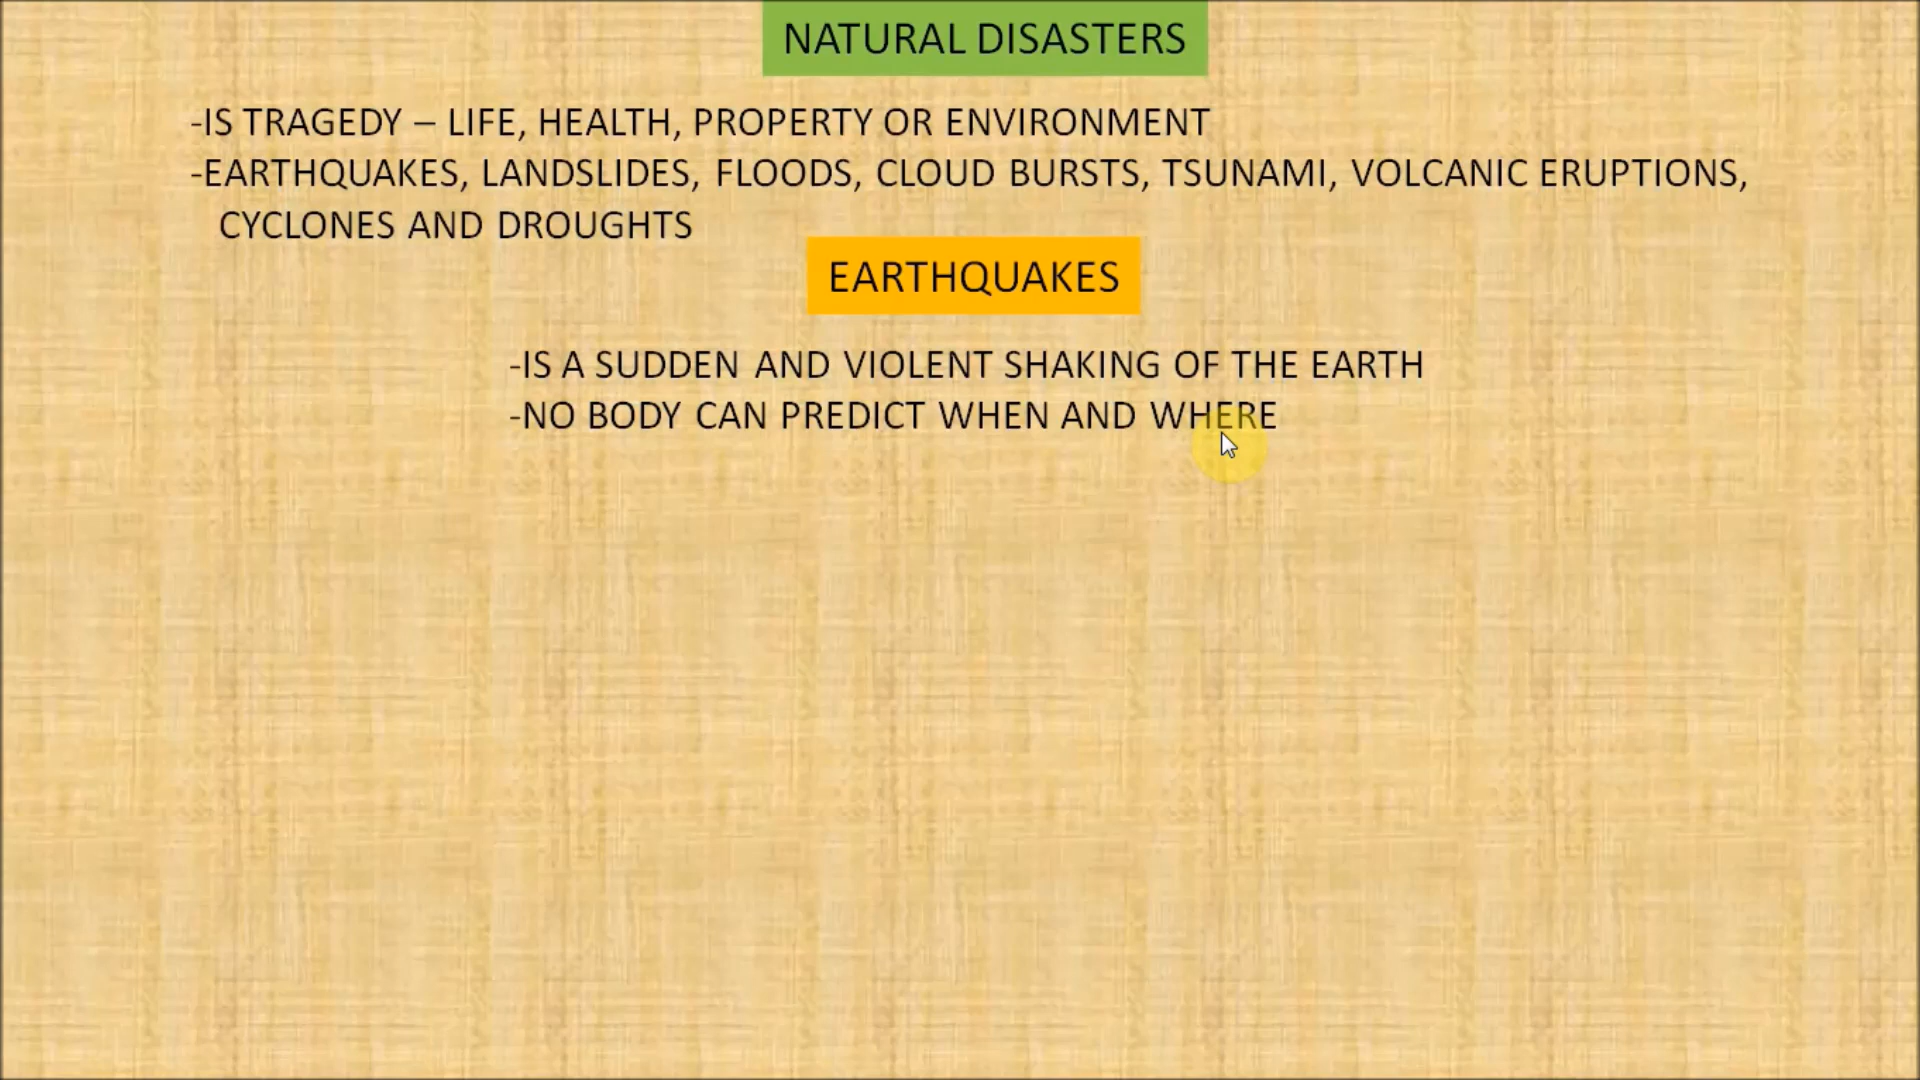 NATURAL DISASTERS
-IS TRAGEDY – LIFE, HEALTH, PROPERTY OR ENVIRONMENT
-EARTHQUAKES, LANDSLIDES, FLOODS, CLOUD BURSTS, TSUNAMI, VOLCANIC ERUPTIONS,
CYCLONES AND DROUGHTS
EARTHQUAKES
-IS A SUDDEN AND VIOLENT SHAKING OF THE EARTH
-NO BODY CAN PREDICT WHEN AND WHERE